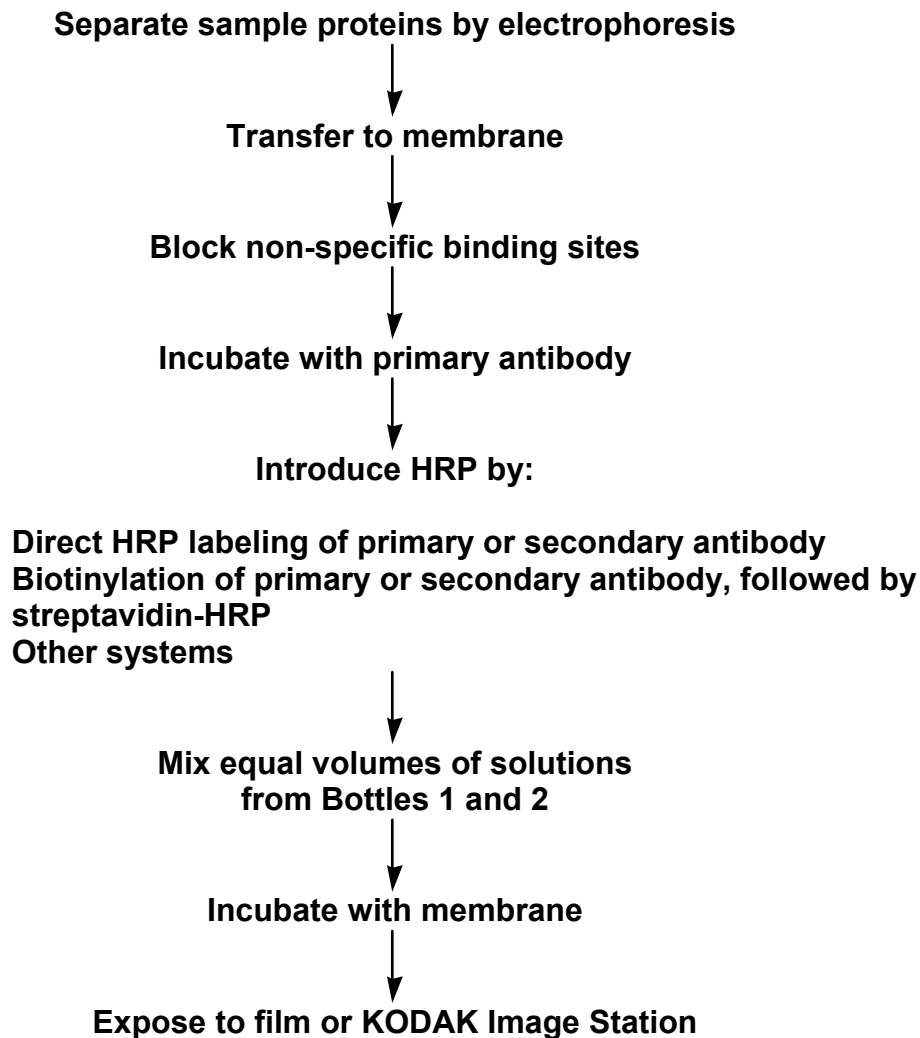 Separate sample proteins by electrophoresis
Transfer to membrane
Block non-specific binding sites
Incubate with primary antibody
Introduce HRP by:
Direct HRP labeling of primary or secondary antibody
Biotinylation of primary or secondary antibody, followed by
streptavidin-HRP
Other systems
Mix equal volumes of solutions
from Bottles 1 and 2
Incubate with membrane
Expose to film or KODAK Image Station